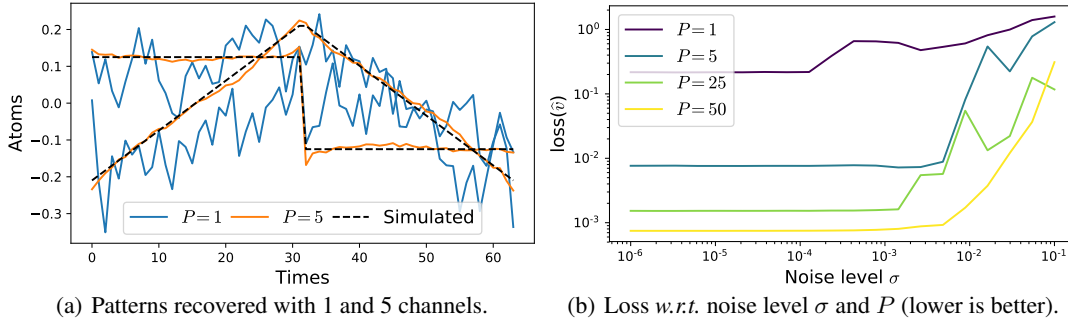 0.2
0.1
0.0
−0.1
−0.2
−0.3
Atoms
P = 1 P = 5 Simulated
0 10 20 30 40 50 60
Times
(a) Patterns recovered with 1 and 5 channels.
10^0
10^-1
10^-2
10^-3
loss(v̂)
P = 1
P = 5
P = 25
P = 50
10^-6 10^-5 10^-4 10^-3 10^-2 10^-1
Noise level σ
(b) Loss w.r.t. noise level σ and P (lower is better).